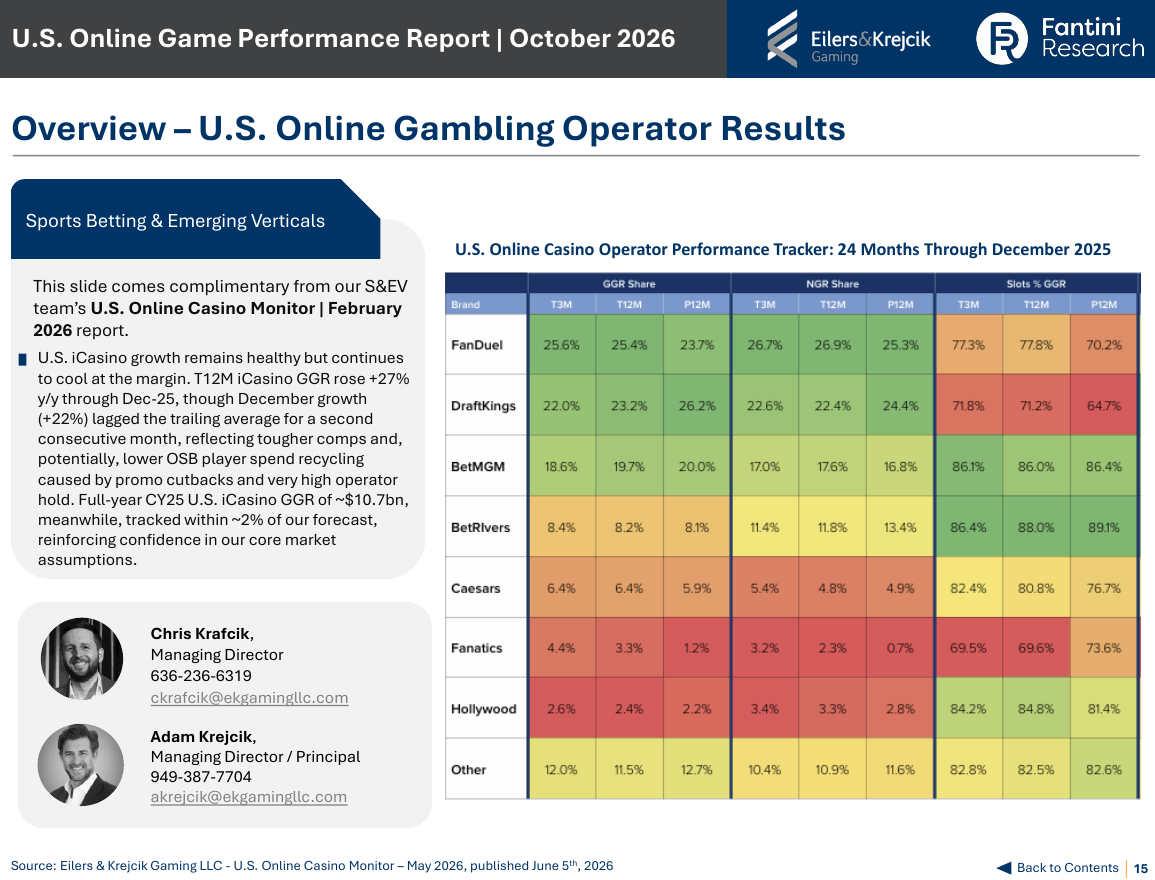 U.S. Online Game Performance Report | October 2026
Eilers&Krejcik
Gaming
Fantini
Research
Overview – U.S. Online Gambling Operator Results
Sports Betting & Emerging Verticals
This slide comes complimentary from our S&EV
team's U.S. Online Casino Monitor | February
2026 report.
U.S. iCasino growth remains healthy but continues
to cool at the margin. T12M iCasino GGR rose +27%
y/y through Dec-25, though December growth
(+22%) lagged the trailing average for a second
consecutive month, reflecting tougher comps and,
potentially, lower OSB player spend recycling
caused by promo cutbacks and very high operator
hold. Full-year CY25 U.S. iCasino GGR of ~$10.7bn,
meanwhile, tracked within ~2% of our forecast,
reinforcing confidence in our core market
assumptions.
Chris Krafcik,
Managing Director
636-236-6319
ckrafcik@ekgamingllc.com
Adam Krejcik,
Managing Director / Principal
949-387-7704
akrejcik@ekgamingllc.com
U.S. Online Casino Operator Performance Tracker: 24 Months Through December 2025
GGR Share NGR Share Slots % GGR
Brand T3M T12M P12M T3M T12M P12M T3M T12M P12M
FanDuel 25.6% 25.4% 23.7% 26.7% 26.9% 25.3% 77.3% 77.8% 70.2%
DraftKings 22.0% 23.2% 26.2% 22.6% 22.4% 24.4% 71.8% 71.2% 64.7%
BetMGM 18.6% 19.7% 20.0% 17.0% 17.6% 16.8% 86.1% 86.0% 86.4%
BetRIvers 8.4% 8.2% 8.1% 11.4% 11.8% 13.4% 86.4% 88.0% 89.1%
Caesars 6.4% 6.4% 5.9% 5.4% 4.8% 4.9% 82.4% 80.8% 76.7%
Fanatics 4.4% 3.3% 1.2% 3.2% 2.3% 0.7% 69.5% 69.6% 73.6%
Hollywood 2.6% 2.4% 2.2% 3.4% 3.3% 2.8% 84.2% 84.8% 81.4%
Other 12.0% 11.5% 12.7% 10.4% 10.9% 11.6% 82.8% 82.5% 82.6%
Source: Eilers & Krejcik Gaming LLC - U.S. Online Casino Monitor – May 2026, published June 5th, 2026
Back to Contents 15